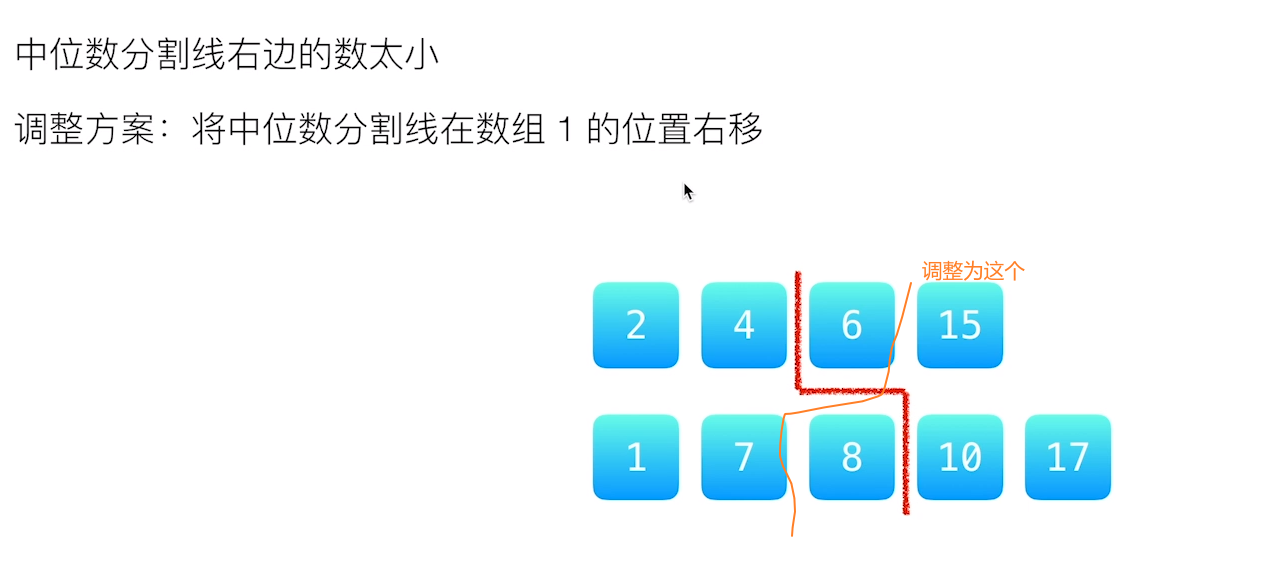 中位数分割线右边的数太小
调整方案：将中位数分割线在数组 1 的位置右移
调整为这个
2 4 6 15
1 7 8 10 17